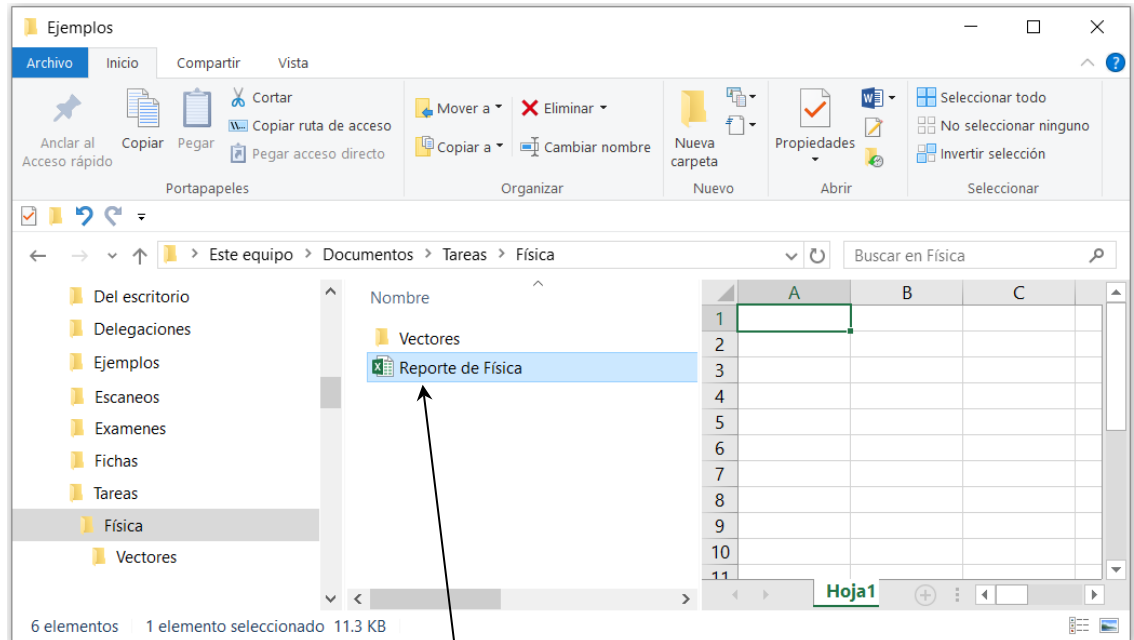 Ejemplos
Archivo Inicio Compartir Vista
Anclar al Acceso rápido
Copiar
Pegar
Cortar
Copiar ruta de acceso
Pegar acceso directo
Portapapeles
Mover a
Copiar a
Eliminar
Cambiar nombre
Organizar
Nueva carpeta
Nuevo
Propiedades
Abrir
Seleccionar todo
No seleccionar ninguno
Invertir selección
Seleccionar
Este equipo > Documentos > Tareas > Física
Buscar en Física
Del escritorio
Delegaciones
Ejemplos
Escaneos
Examenes
Fichas
Tareas
Física
Vectores
Nombre
Vectores
Reporte de Física
A B C
1
2
3
4
5
6
7
8
9
10
11
Hoja1
6 elementos 1 elemento seleccionado 11.3 KB